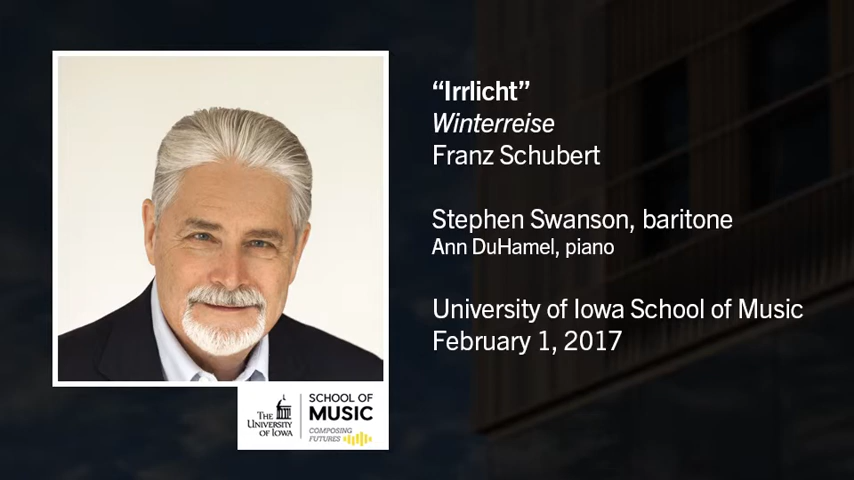 “Irrlicht”
Winterreise
Franz Schubert
Stephen Swanson, baritone
Ann DuHamel, piano
University of Iowa School of Music
February 1, 2017
THE
UNIVERSITY
OF IOWA
SCHOOL OF
MUSIC
COMPOSING
FUTURES